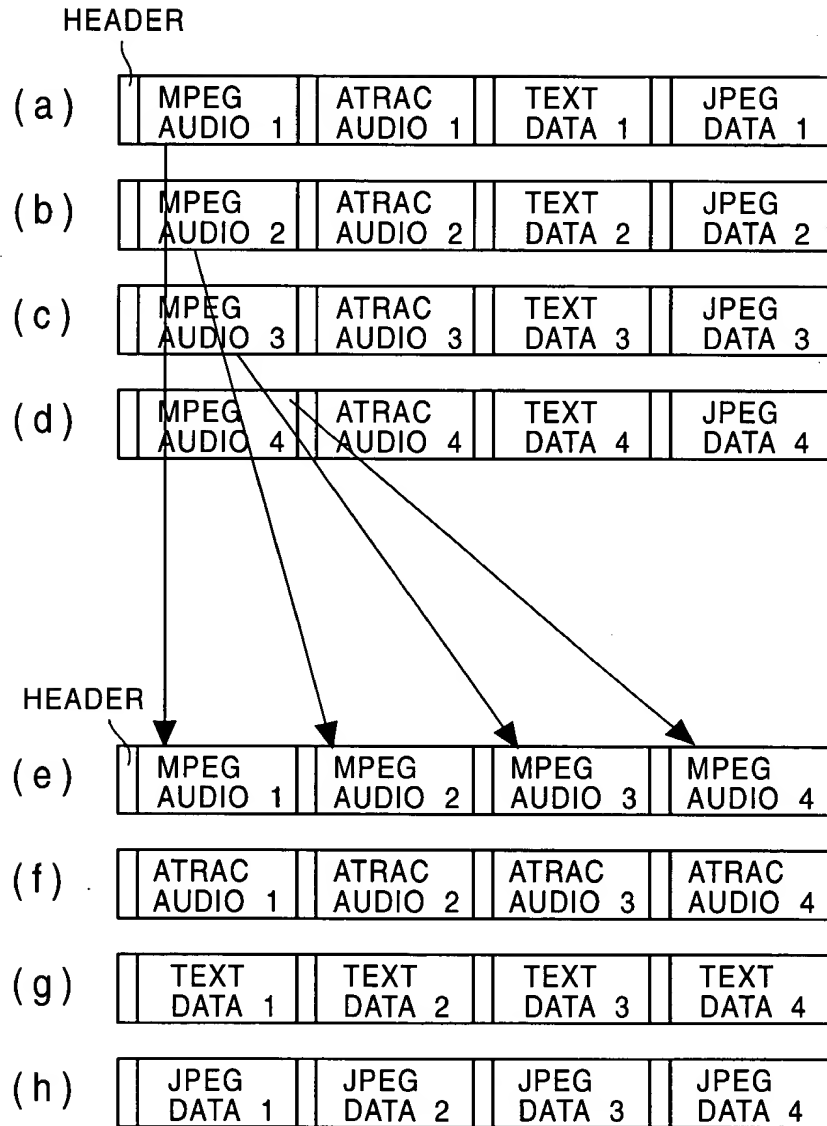 HEADER
(a) MPEG ATRAC TEXT JPEG
AUDIO 1 AUDIO 1 DATA 1 DATA 1
(b) MPEG ATRAC TEXT JPEG
AUDIO 2 AUDIO 2 DATA 2 DATA 2
(c) MPEG ATRAC TEXT JPEG
AUDIO 3 AUDIO 3 DATA 3 DATA 3
(d) MPEG ATRAC TEXT JPEG
AUDIO 4 AUDIO 4 DATA 4 DATA 4
HEADER
(e) MPEG MPEG MPEG MPEG
AUDIO 1 AUDIO 2 AUDIO 3 AUDIO 4
(f) ATRAC ATRAC ATRAC ATRAC
AUDIO 1 AUDIO 2 AUDIO 3 AUDIO 4
(g) TEXT TEXT TEXT TEXT
DATA 1 DATA 2 DATA 3 DATA 4
(h) JPEG JPEG JPEG JPEG
DATA 1 DATA 2 DATA 3 DATA 4